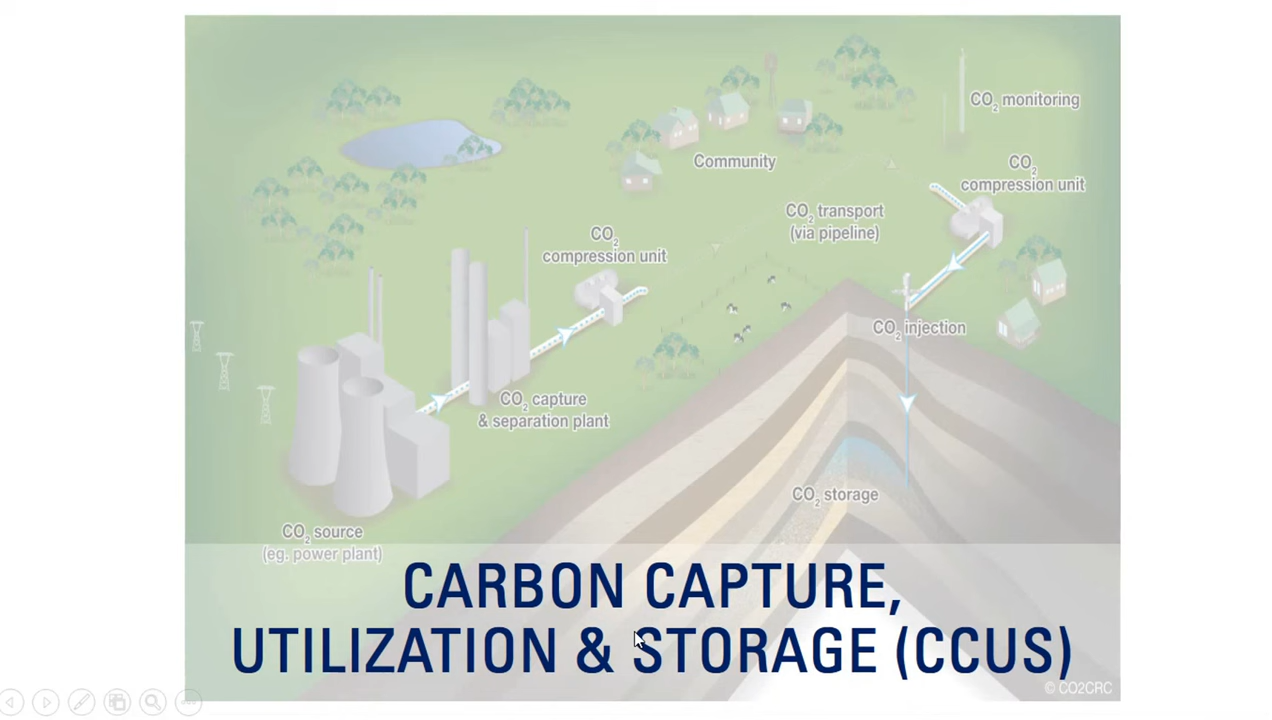 CO₂ monitoring
CO₂
compression unit
Community
CO₂ transport
(via pipeline)
CO₂
compression unit
CO₂ injection
CO₂ capture
& separation plant
CO₂ storage
CO₂ source
(eg. power plant)
CARBON CAPTURE,
UTILIZATION & STORAGE (CCUS)
© CO2CRC